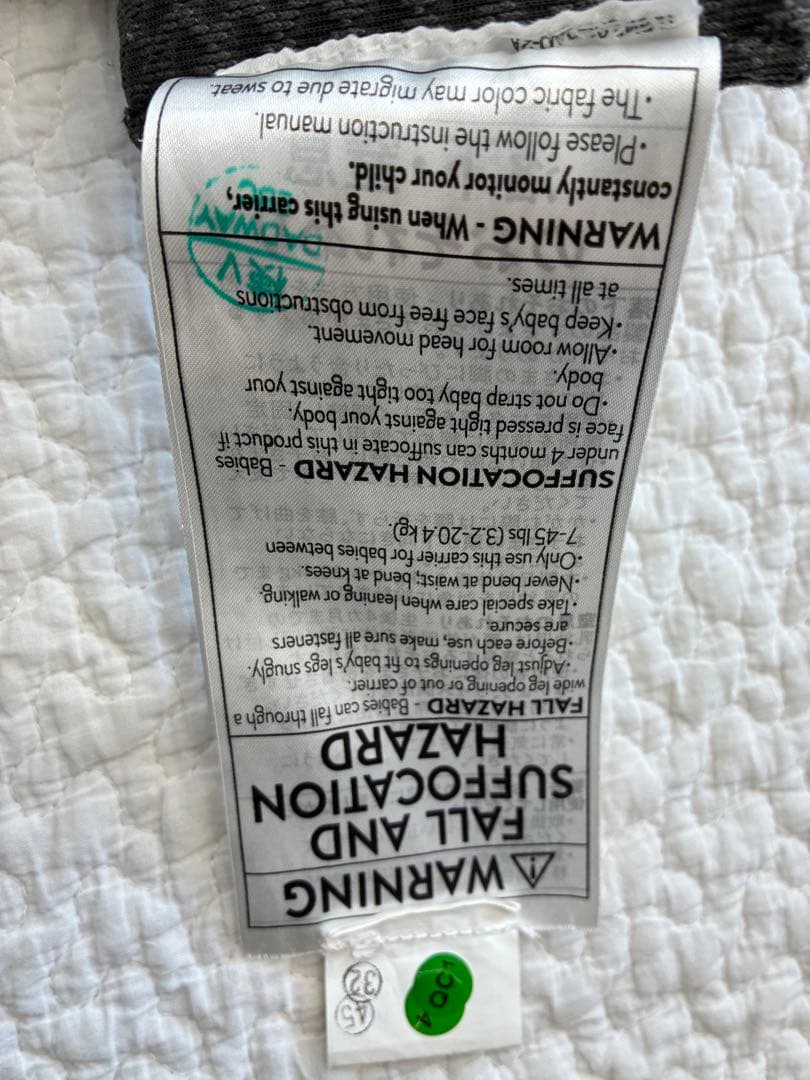 WARNING
FALL AND
SUFFOCATION
HAZARD
FALL HAZARD - Babies can fall through a
wide leg opening or out of carrier.
•Adjust leg openings to fit baby's legs snugly.
•Before each use, make sure all fasteners
are secure.
•Take special care when leaning or walking.
•Never bend at waist; bend at knees.
•Only use this carrier for babies between
7-45 lbs (3.2-20.4 kg).
SUFFOCATION HAZARD - Babies
under 4 months can suffocate in this product if
face is pressed tight against your body.
•Do not strap baby too tight against your
body.
•Allow room for head movement.
•Keep baby's face free from obstructions
at all times.
WARNING - When using this carrier,
constantly monitor your child.
•Please follow the instruction manual.
•The fabric color may migrate due to sweat.
DADWAY
45
32
QC
4